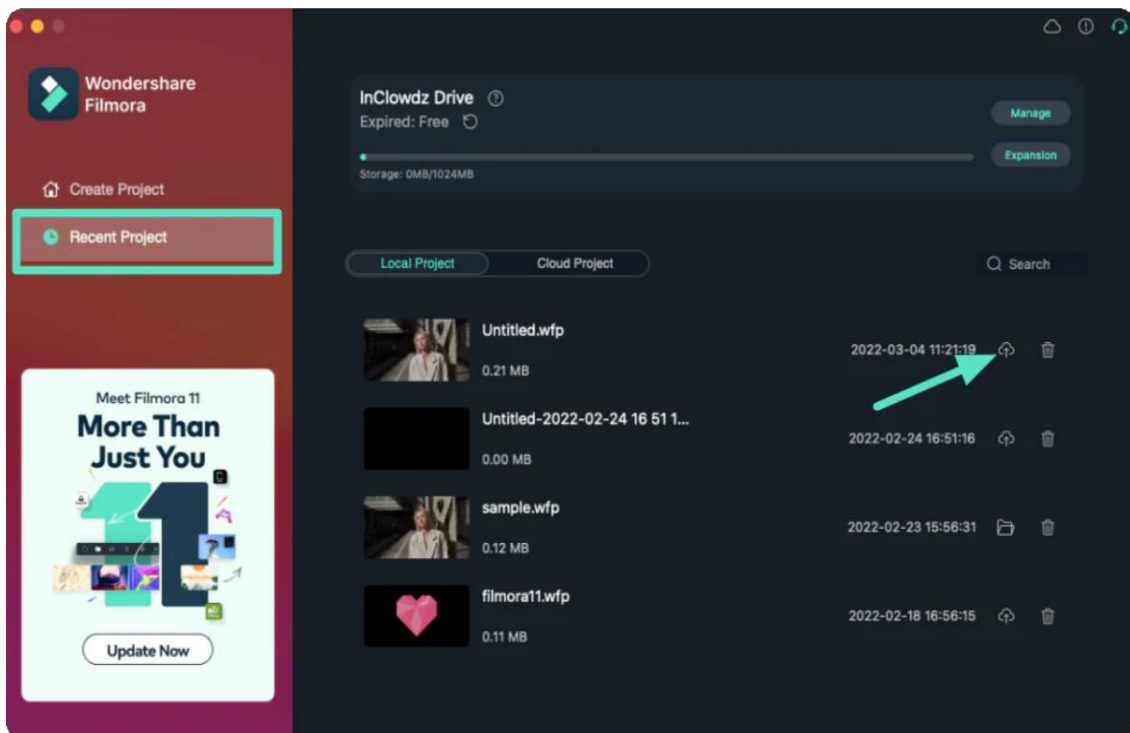 Wondershare
Filmora
Create Project
Recent Project
Meet Filmora 11
More Than
Just You
11
Update Now
InClowdz Drive
Expired: Free
Manage
Storage: 0MB/1024MB
Expansion
Local Project
Cloud Project
Search
Untitled.wfp
2022-03-04 11:21:19
0.21 MB
Untitled-2022-02-24 16 51 1...
2022-02-24 16:51:16
0.00 MB
sample.wfp
2022-02-23 15:56:31
0.12 MB
filmora11.wfp
2022-02-18 16:56:15
0.11 MB